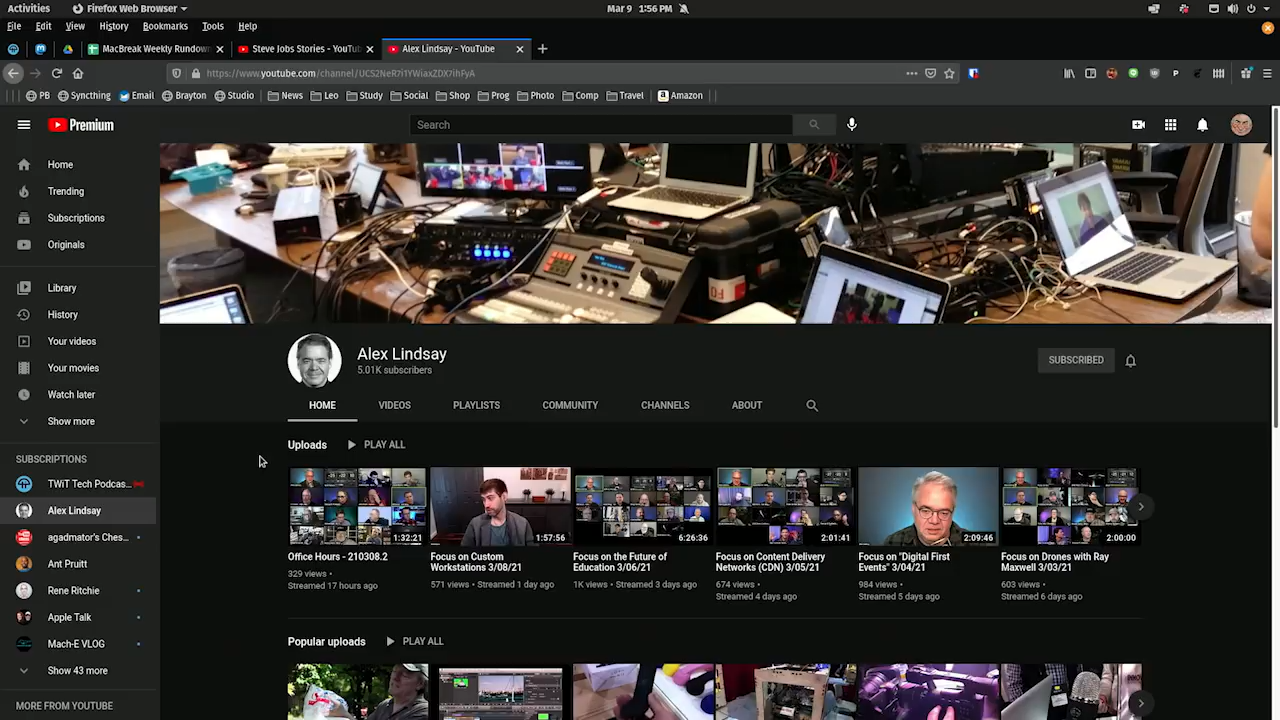 Activities Firefox Web Browser Mar 9 1:56 PM
File Edit View History Bookmarks Tools Help
MacBreak Weekly Rundown Steve Jobs Stories - YouTu Alex Lindsay - YouTube
https://www.youtube.com/channel/UCS2NeR7i1YWiaxZDX7ihFyA
PB Syncthing Email Brayton Studio News Leo Study Social Shop Prog Photo Comp Travel Amazon
Premium Search
Home
Trending
Subscriptions
Originals
Library
History
Your videos
Your movies
Watch later
Show more
SUBSCRIPTIONS
TWiT Tech Podcas...
Alex Lindsay
agadmator's Ches...
Ant Pruitt
Rene Ritchie
Apple Talk
Mach-E VLOG
Show 43 more
MORE FROM YOUTUBE
Alex Lindsay
5.01K subscribers
SUBSCRIBED
HOME VIDEOS PLAYLISTS COMMUNITY CHANNELS ABOUT
Uploads PLAY ALL
1:32:21 1:57:56 6:26:36 2:01:41 2:09:46 2:00:00
Office Hours - 210308.2
329 views •
Streamed 17 hours ago
Focus on Custom
Workstations 3/08/21
571 views • Streamed 1 day ago
Focus on the Future of
Education 3/06/21
1K views • Streamed 3 days ago
Focus on Content Delivery
Networks (CDN) 3/05/21
674 views •
Streamed 4 days ago
Focus on "Digital First
Events" 3/04/21
984 views •
Streamed 5 days ago
Focus on Drones with Ray
Maxwell 3/03/21
603 views •
Streamed 6 days ago
Popular uploads PLAY ALL